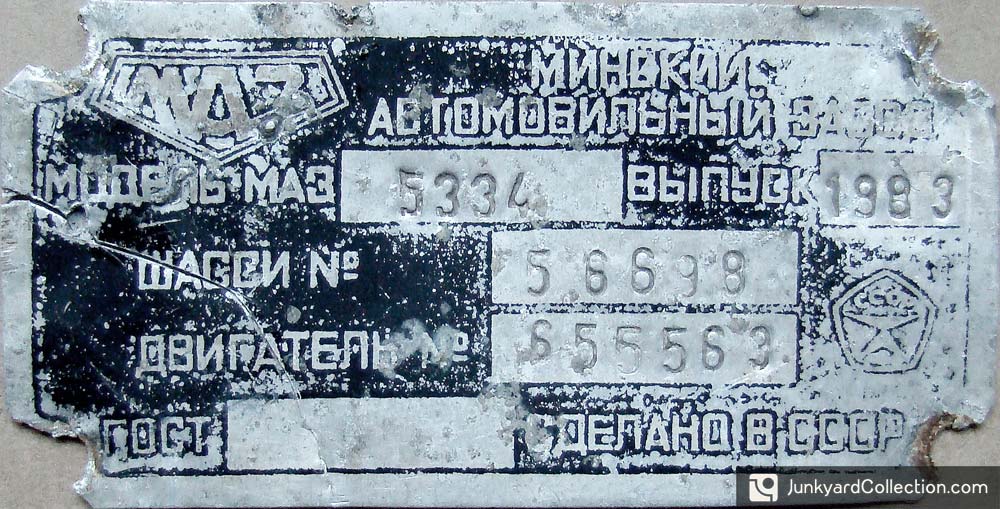 МАЗ
МИНСКИЙ
АВТОМОБИЛЬНЫЙ ЗАВОД
МОДЕЛЬ МАЗ 5334 ВЫПУСК 1983
ШАССИ № 56698
ДВИГАТЕЛЬ № 655563
СССР
ГОСТ СДЕЛАНО В СССР
JunkyardCollection.com